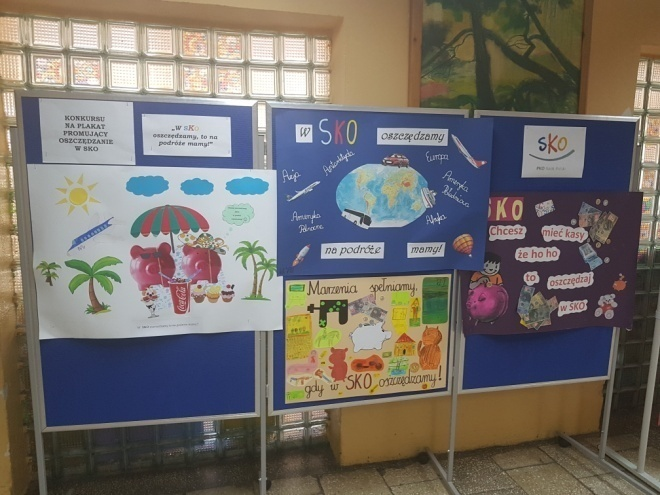 KONKURSU
NA PLAKAT
PROMUJĄCY
OSZCZĘDZANIE
W SKO
„W SKO
oszczędzamy, to na
podróże mamy!"
Coca-Cola
w SKO oszczędzamy
Azja
Antarktyda
Europa
Ameryka
Północna
Afryka
na podróże mamy!
Marzenia spełniamy,
gdy w SKO oszczędzamy!
SKO
SKO
Chcesz mieć kasy
że ho ho
to oszczędzaj
w SKO